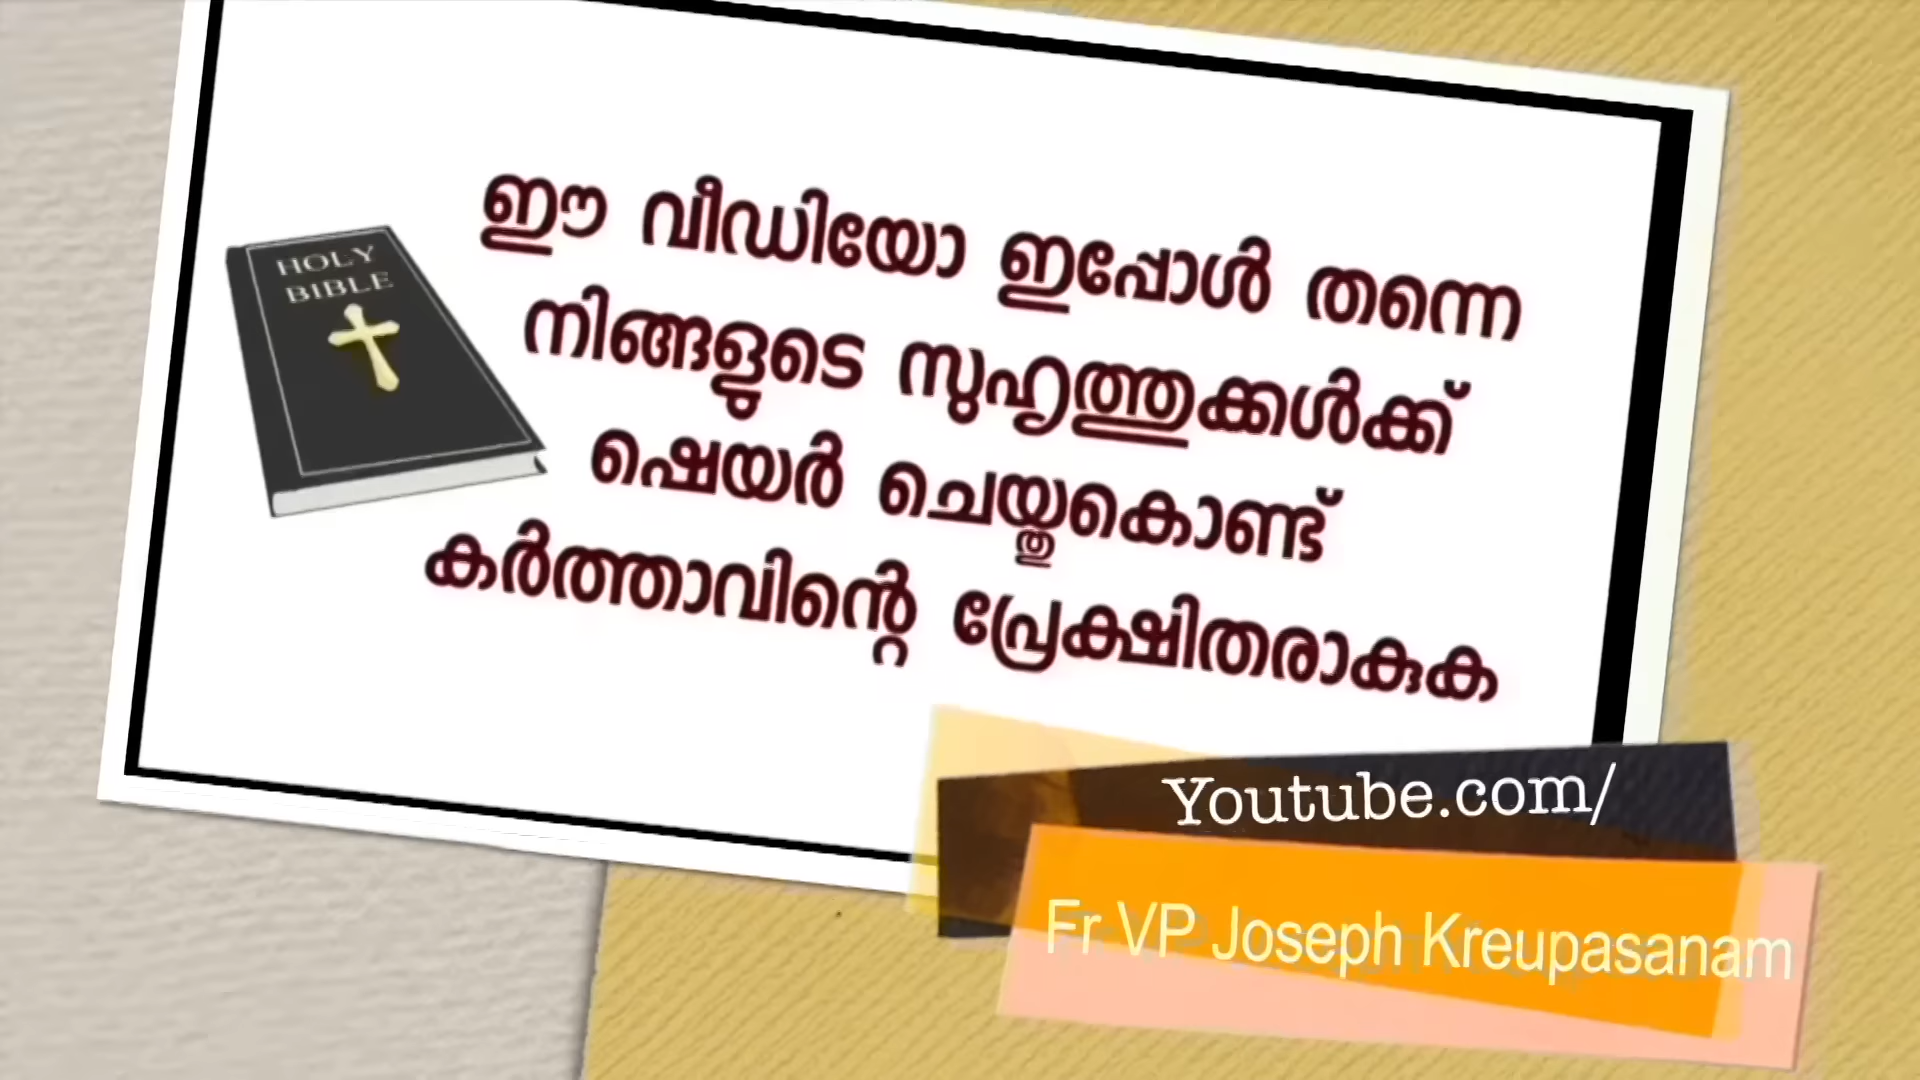 HOLY
BIBLE
ഈ വീഡിയോ ഇപ്പോൾ തന്നെ
നിങ്ങളുടെ സുഹൃത്തുക്കൾക്ക്
ഷെയർ ചെയ്തുകൊണ്ട്
കർത്താവിന്റെ പ്രേക്ഷിതരാകുക
Youtube.com/
Fr VP Joseph Kreupasanam